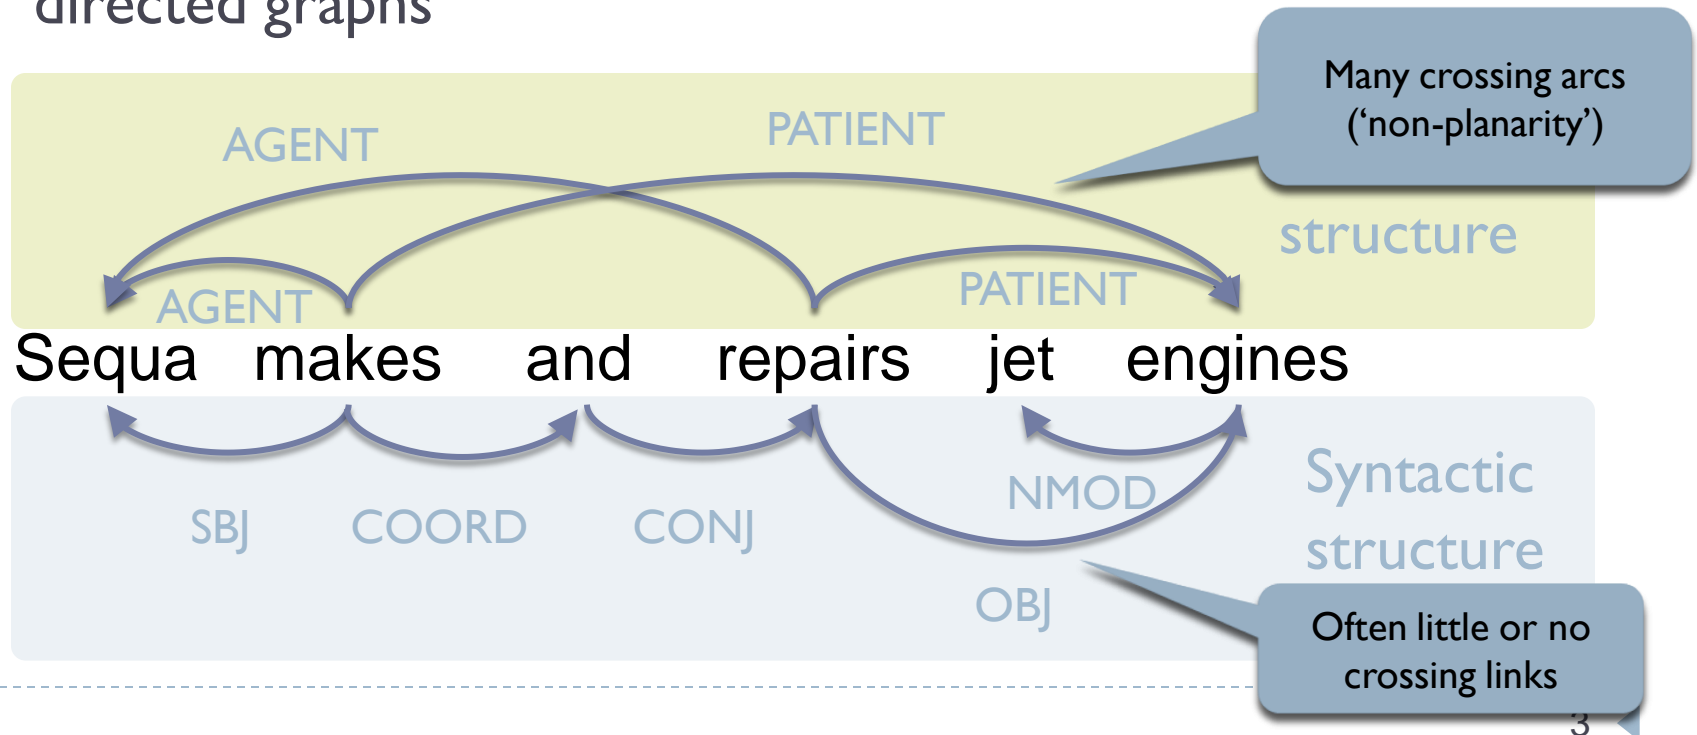 directed graphs
Many crossing arcs
(‘non-planarity’)
AGENT
PATIENT
structure
AGENT
PATIENT
Sequa makes and repairs jet engines
SBJ
COORD
CONJ
NMOD
OBJ
Syntactic
structure
Often little or no
crossing links
3